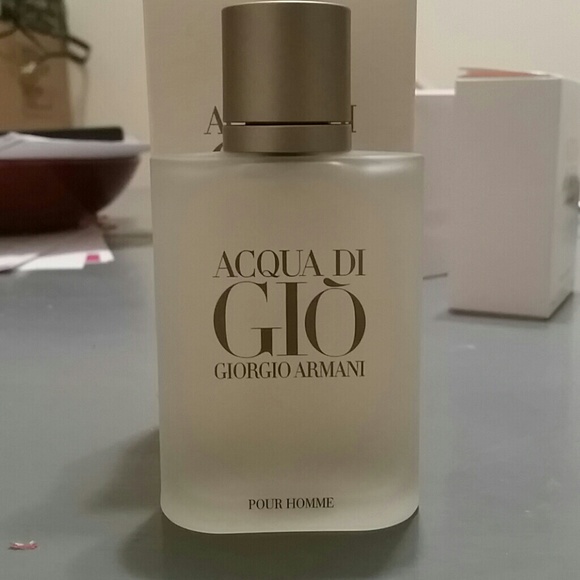 ACQUA DI
GIÒ
GIORGIO ARMANI
POUR HOMME